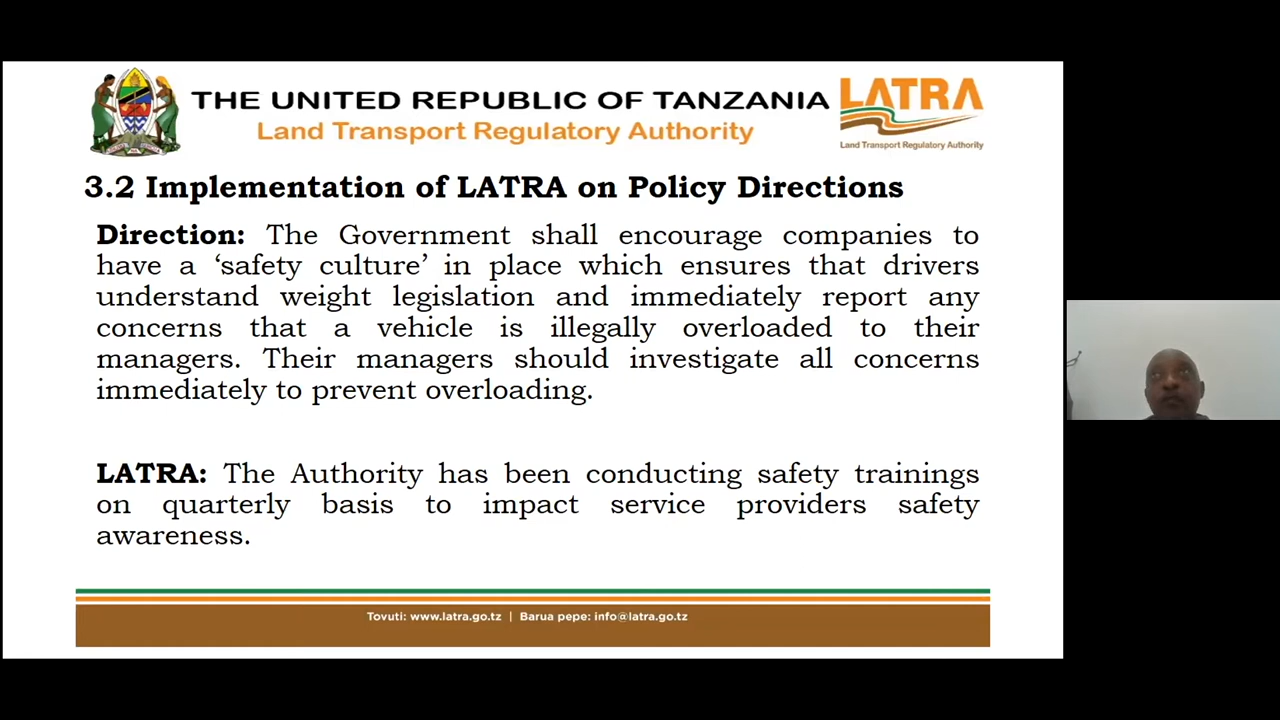 THE UNITED REPUBLIC OF TANZANIA
Land Transport Regulatory Authority
LATRA
Land Transport Regulatory Authority
3.2 Implementation of LATRA on Policy Directions
Direction: The Government shall encourage companies to
have a ‘safety culture’ in place which ensures that drivers
understand weight legislation and immediately report any
concerns that a vehicle is illegally overloaded to their
managers. Their managers should investigate all concerns
immediately to prevent overloading.
LATRA: The Authority has been conducting safety trainings
on quarterly basis to impact service providers safety
awareness.
Tovuti: www.latra.go.tz | Barua pepe: info@latra.go.tz